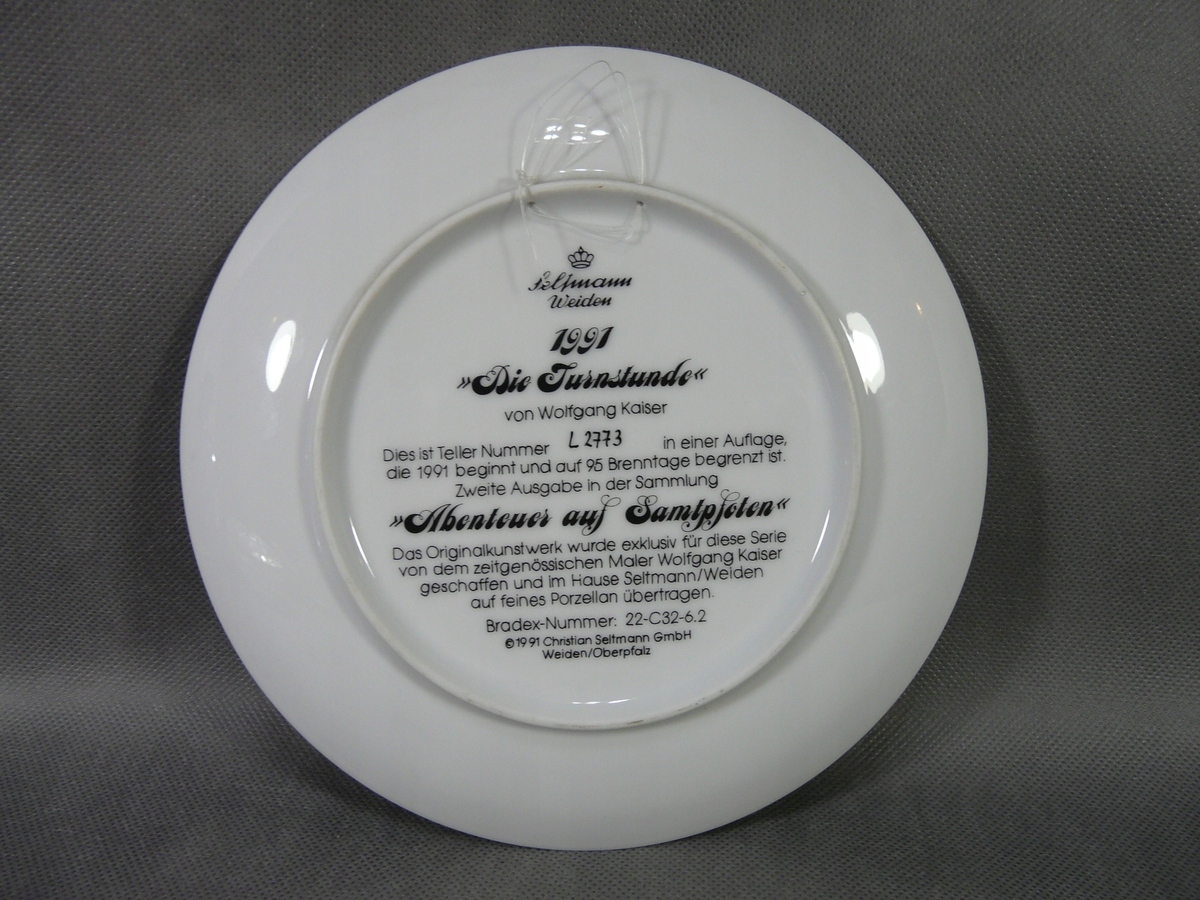 Seltmann
Weiden
1991
»Die Turnstunde«
von Wolfgang Kaiser
Dies ist Teller Nummer L 2773 in einer Auflage,
die 1991 beginnt und auf 95 Brenntage begrenzt ist.
Zweite Ausgabe in der Sammlung
»Abenteuer auf Samtpfoten«
Das Originalkunstwerk wurde exklusiv für diese Serie
von dem zeitgenössischen Maler Wolfgang Kaiser
geschaffen und im Hause Seltmann/Weiden
auf feines Porzellan übertragen.
Bradex-Nummer: 22-C32-6.2
©1991 Christian Seltmann GmbH
Weiden/Oberpfalz